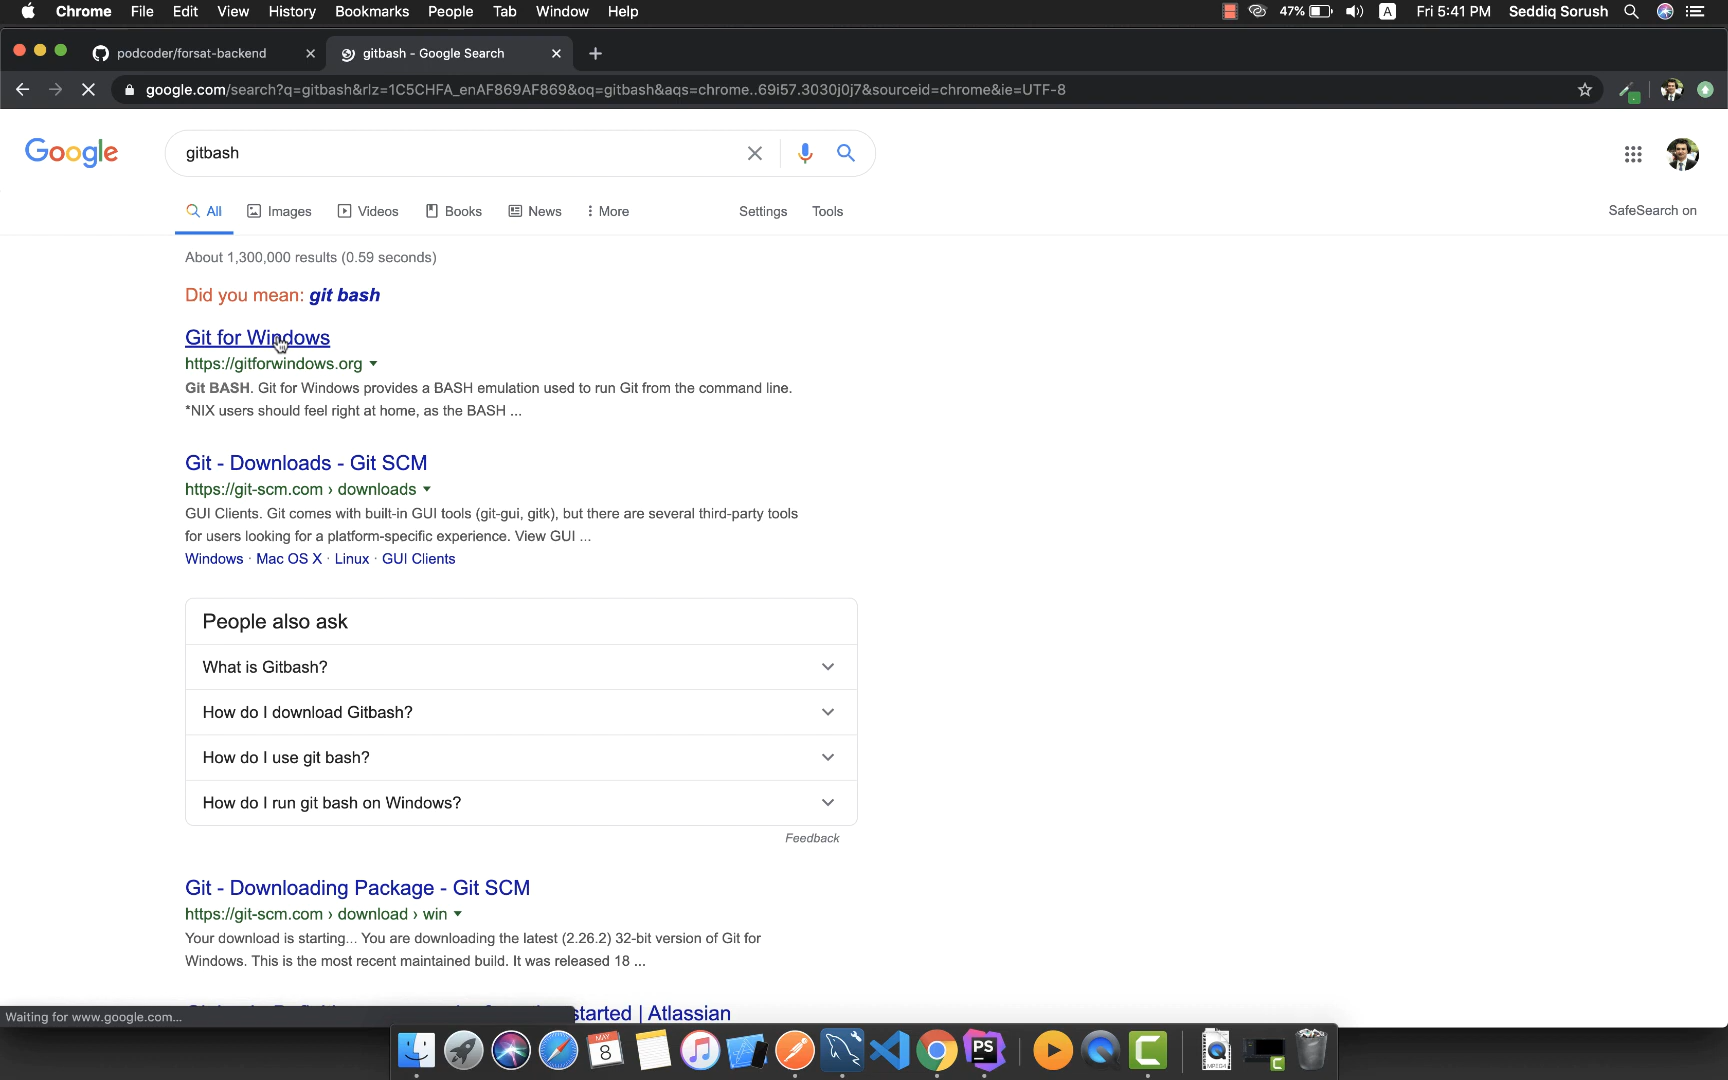 Chrome File Edit View History Bookmarks People Tab Window Help 47% A Fri 5:41 PM Seddiq Sorush
podcoder/forsat-backend gitbash - Google Search
google.com/search?q=gitbash&rlz=1C5CHFA_enAF869AF869&oq=gitbash&aqs=chrome..69i57.3030j0j7&sourceid=chrome&ie=UTF-8
Google gitbash
All Images Videos Books News More Settings Tools SafeSearch on
About 1,300,000 results (0.59 seconds)
Did you mean: git bash
Git for Windows
https://gitforwindows.org
Git BASH. Git for Windows provides a BASH emulation used to run Git from the command line.
*NIX users should feel right at home, as the BASH ...
Git - Downloads - Git SCM
https://git-scm.com › downloads
GUI Clients. Git comes with built-in GUI tools (git-gui, gitk), but there are several third-party tools
for users looking for a platform-specific experience. View GUI ...
Windows · Mac OS X · Linux · GUI Clients
People also ask
What is Gitbash?
How do I download Gitbash?
How do I use git bash?
How do I run git bash on Windows?
Feedback
Git - Downloading Package - Git SCM
https://git-scm.com › download › win
Your download is starting... You are downloading the latest (2.26.2) 32-bit version of Git for
Windows. This is the most recent maintained build. It was released 18 ...
started | Atlassian
Waiting for www.google.com...
MAY
8
PS
C
MPEG4
C